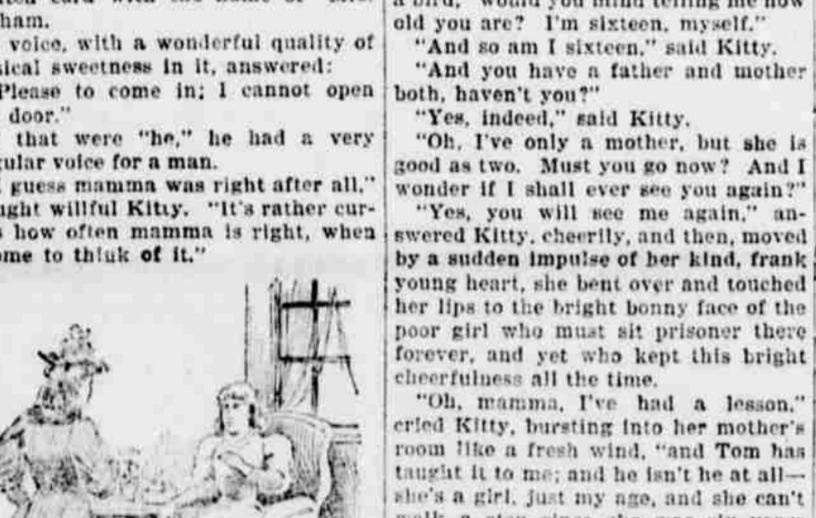 ham.
voice, with a wonderful quality of
sical sweetness in it, answered:
Please to come in; I cannot open
door."
that were "he," he had a very
gular voice for a man.
guess mamma was right after all,"
ught willful Kitty. "It's rather cur-
s how often mamma is right, when
ome to think of it."
a bird, would you mind telling me how
old you are? I'm sixteen, myself."
"And so am I sixteen," said Kitty.
"And you have a father and mother
both, haven't you?"
"Yes, indeed," said Kitty.
"Oh, I've only a mother, but she is
good as two. Must you go now? And I
wonder if I shall ever see you again?"
"Yes, you will see me again," an-
swered Kitty, cheerily, and then, moved
by a sudden impulse of her kind, frank
young heart, she bent over and touched
her lips to the bright bonny face of the
poor girl who must sit prisoner there
forever, and yet who kept this bright
cheerfulness all the time.
"Oh, mamma, I've had a lesson,"
cried Kitty, bursting into her mother's
room like a fresh wind, "and Tom has
taught it to me; and he isn't he at all—
she's a girl, just my age, and she can't